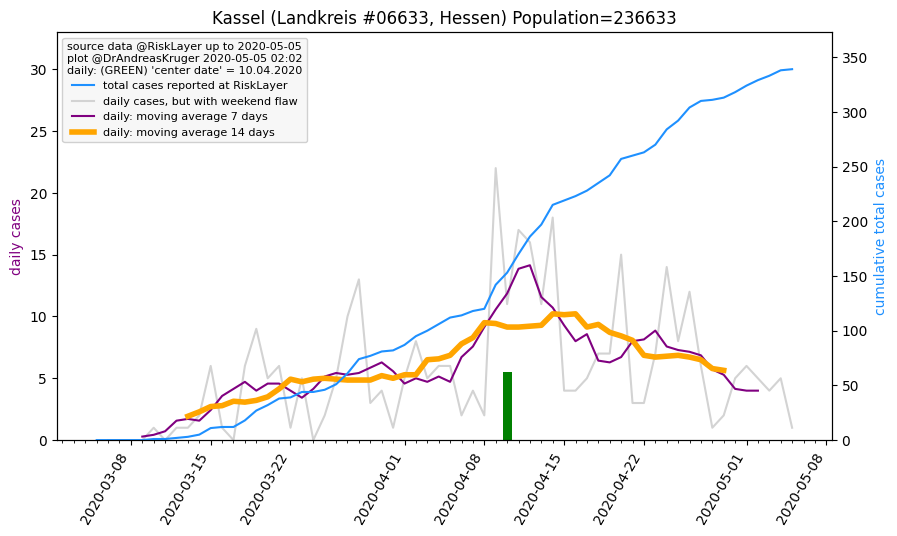 Kassel (Landkreis #06633, Hessen) Population=236633
source data @RiskLayer up to 2020-05-05
plot @DrAndreasKruger 2020-05-05 02:02
daily: (GREEN) 'center date' = 10.04.2020
total cases reported at RiskLayer
daily cases, but with weekend flaw
daily: moving average 7 days
daily: moving average 14 days
daily cases
30
25
20
15
10
5
0
350
300
250
200
150
100
50
0
cumulative total cases
2020-03-08
2020-03-15
2020-03-22
2020-04-01
2020-04-08
2020-04-15
2020-04-22
2020-05-01
2020-05-08